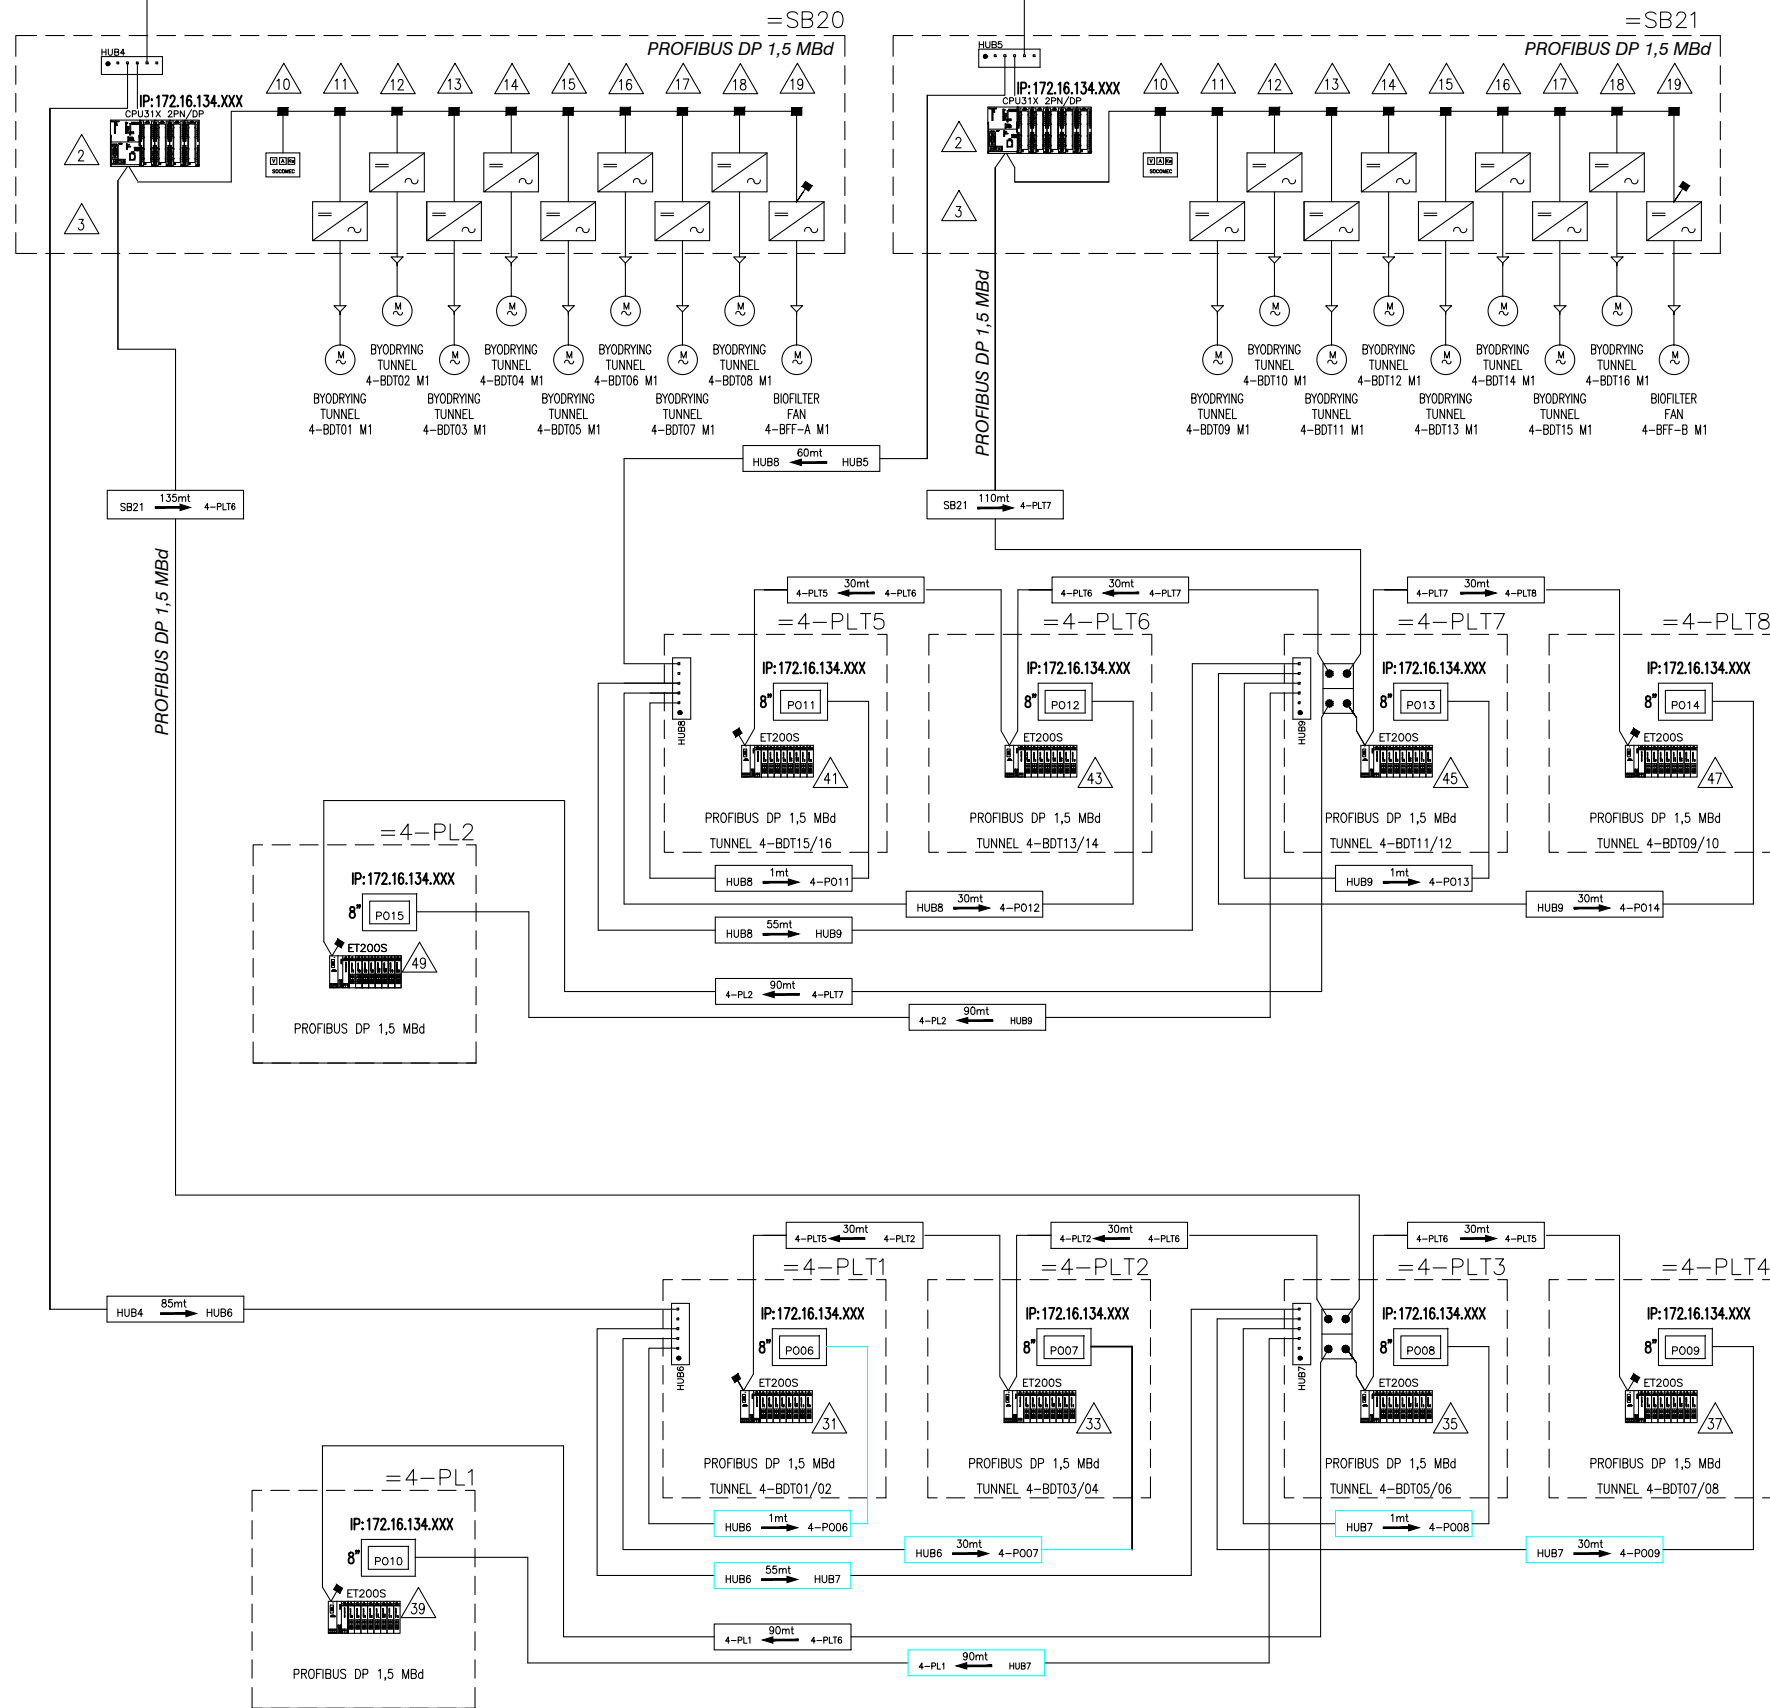 =SB20
HUB4
PROFIBUS DP 1,5 MBd
10 11 12 13 14 15 16 17 18 19
IP:172.16.134.XXX
CPU31X 2PN/DP
2
V A Re
SOCOMEC
3
M
BYODRYING TUNNEL 4-BDT02 M1
BYODRYING TUNNEL 4-BDT04 M1
BYODRYING TUNNEL 4-BDT06 M1
BYODRYING TUNNEL 4-BDT08 M1
BYODRYING TUNNEL 4-BDT01 M1
BYODRYING TUNNEL 4-BDT03 M1
BYODRYING TUNNEL 4-BDT05 M1
BYODRYING TUNNEL 4-BDT07 M1
BIOFILTER FAN 4-BFF-A M1
=SB21
HUB5
PROFIBUS DP 1,5 MBd
10 11 12 13 14 15 16 17 18 19
IP:172.16.134.XXX
CPU31X 2PN/DP
2
V A Re
SOCOMEC
3
M
BYODRYING TUNNEL 4-BDT10 M1
BYODRYING TUNNEL 4-BDT12 M1
BYODRYING TUNNEL 4-BDT14 M1
BYODRYING TUNNEL 4-BDT16 M1
BYODRYING TUNNEL 4-BDT09 M1
BYODRYING TUNNEL 4-BDT11 M1
BYODRYING TUNNEL 4-BDT13 M1
BYODRYING TUNNEL 4-BDT15 M1
BIOFILTER FAN 4-BFF-B M1
PROFIBUS DP 1,5 MBd
HUB8 60mt HUB5
SB21 135mt 4-PLT6
SB21 110mt 4-PLT7
PROFIBUS DP 1,5 MBd
4-PLT5 30mt 4-PLT6
4-PLT6 30mt 4-PLT7
4-PLT7 30mt 4-PLT8
=4-PLT5
IP:172.16.134.XXX
8" PO11
HUB8
ET200S
41
PROFIBUS DP 1,5 MBd
TUNNEL 4-BDT15/16
=4-PLT6
IP:172.16.134.XXX
8" PO12
ET200S
43
PROFIBUS DP 1,5 MBd
TUNNEL 4-BDT13/14
=4-PLT7
IP:172.16.134.XXX
8" PO13
HUB9
ET200S
45
PROFIBUS DP 1,5 MBd
TUNNEL 4-BDT11/12
=4-PLT8
IP:172.16.134.XXX
8" PO14
ET200S
47
PROFIBUS DP 1,5 MBd
TUNNEL 4-BDT09/10
HUB8 1mt 4-PO11
HUB9 1mt 4-PO13
HUB8 30mt 4-PO12
HUB9 30mt 4-PO14
HUB8 55mt HUB9
4-PL2 90mt 4-PLT7
4-PL2 90mt HUB9
=4-PL2
IP:172.16.134.XXX
8" PO15
ET200S
49
PROFIBUS DP 1,5 MBd
4-PLT5 30mt 4-PLT2
4-PLT2 30mt 4-PLT6
4-PLT6 30mt 4-PLT5
HUB4 85mt HUB6
=4-PLT1
IP:172.16.134.XXX
8" PO06
HUB6
ET200S
31
PROFIBUS DP 1,5 MBd
TUNNEL 4-BDT01/02
=4-PLT2
IP:172.16.134.XXX
8" PO07
ET200S
33
PROFIBUS DP 1,5 MBd
TUNNEL 4-BDT03/04
=4-PLT3
IP:172.16.134.XXX
8" PO08
HUB7
ET200S
35
PROFIBUS DP 1,5 MBd
TUNNEL 4-BDT05/06
=4-PLT4
IP:172.16.134.XXX
8" PO09
ET200S
37
PROFIBUS DP 1,5 MBd
TUNNEL 4-BDT07/08
HUB6 1mt 4-PO06
HUB7 1mt 4-PO08
HUB6 30mt 4-PO07
HUB7 30mt 4-PO09
HUB6 55mt HUB7
4-PL1 90mt 4-PLT6
4-PL1 90mt HUB7
=4-PL1
IP:172.16.134.XXX
8" PO10
ET200S
39
PROFIBUS DP 1,5 MBd